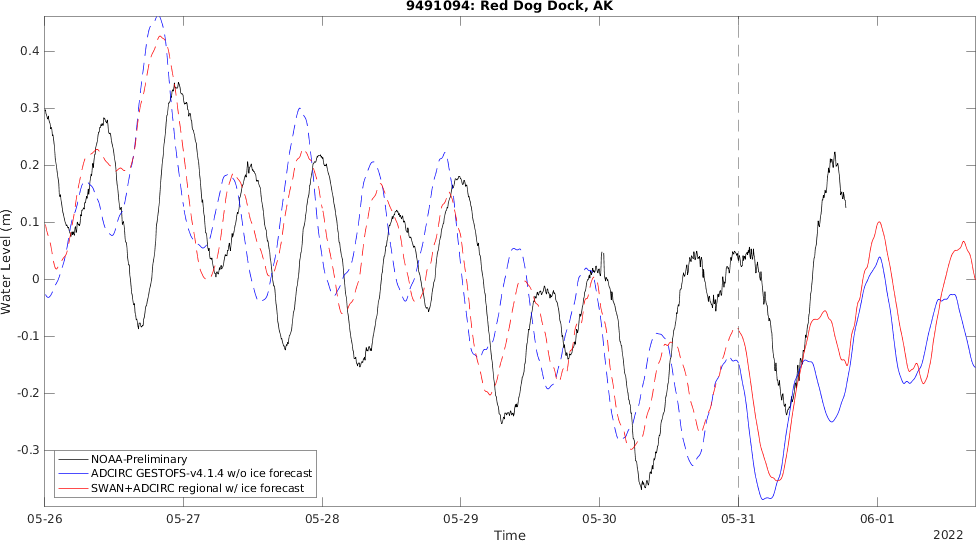 9491094: Red Dog Dock, AK
0.4
0.3
0.2
0.1
0
-0.1
-0.2
-0.3
Water Level (m)
NOAA-Preliminary
ADCIRC GESTOFS-v4.1.4 w/o ice forecast
SWAN+ADCIRC regional w/ ice forecast
05-26
05-27
05-28
05-29
05-30
05-31
06-01
Time
2022